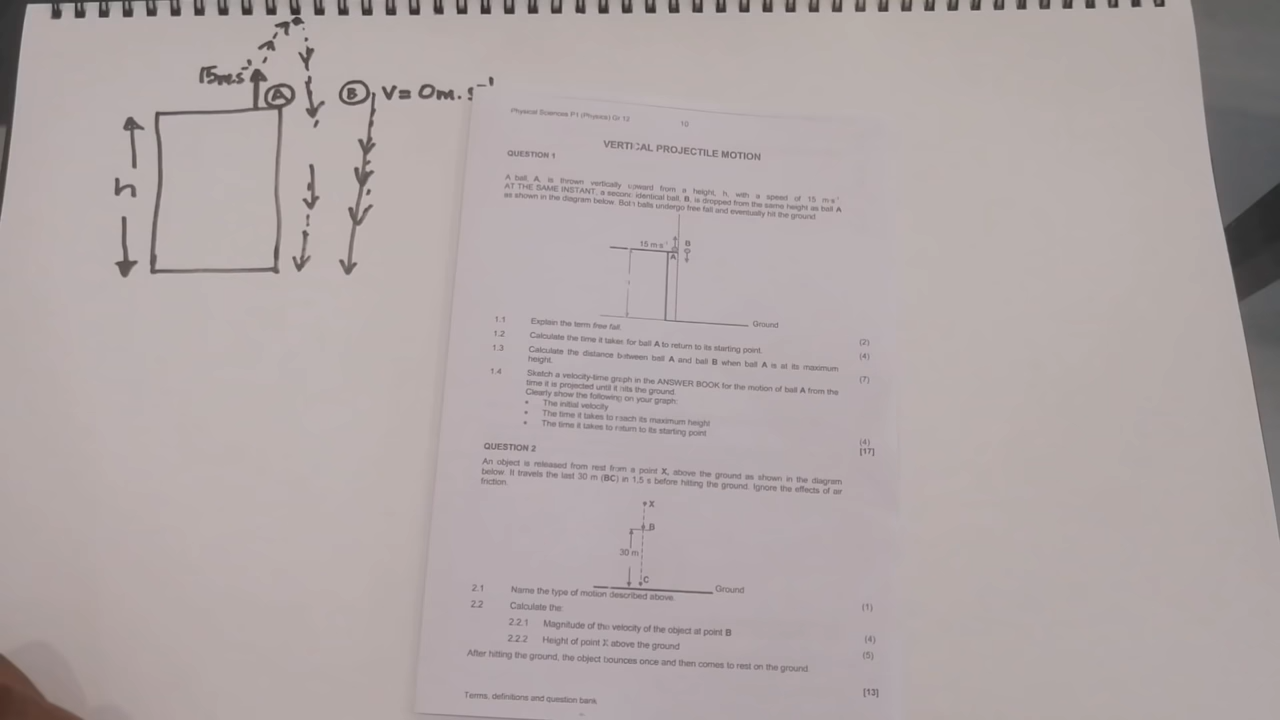 15ms⁻¹
A
B V= 0m.s⁻¹
h
Physical Sciences P1 (Physics) Gr 12
10
VERTICAL PROJECTILE MOTION
QUESTION 1
A ball, A, is thrown vertically upward from a height, h, with a speed of 15 m·s⁻¹.
AT THE SAME INSTANT, a second identical ball, B, is dropped from the same height as ball A
as shown in the diagram below. Both balls undergo free fall and eventually hit the ground.
15 m·s⁻¹
B
A
Ground
1.1 Explain the term free fall. (2)
1.2 Calculate the time it takes for ball A to return to its starting point. (4)
1.3 Calculate the distance between ball A and ball B when ball A is at its maximum
height. (7)
1.4 Sketch a velocity-time graph in the ANSWER BOOK for the motion of ball A from the
time it is projected until it hits the ground.
Clearly show the following on your graph:
• The initial velocity
• The time it takes to reach its maximum height
• The time it takes to return to its starting point
(4)
[17]
QUESTION 2
An object is released from rest from a point X, above the ground as shown in the diagram
below. It travels the last 30 m (BC) in 1,5 s before hitting the ground. Ignore the effects of air
friction.
X
B
30 m
C
Ground
2.1 Name the type of motion described above. (1)
2.2 Calculate the:
2.2.1 Magnitude of the velocity of the object at point B (4)
2.2.2 Height of point X above the ground (5)
After hitting the ground, the object bounces once and then comes to rest on the ground.
[13]
Terms, definitions and question bank